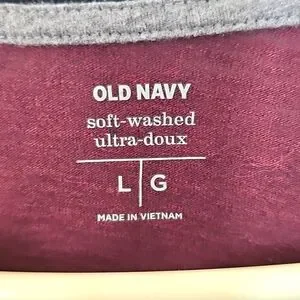 OLD NAVY
soft-washed
ultra-doux
L | G
MADE IN VIETNAM